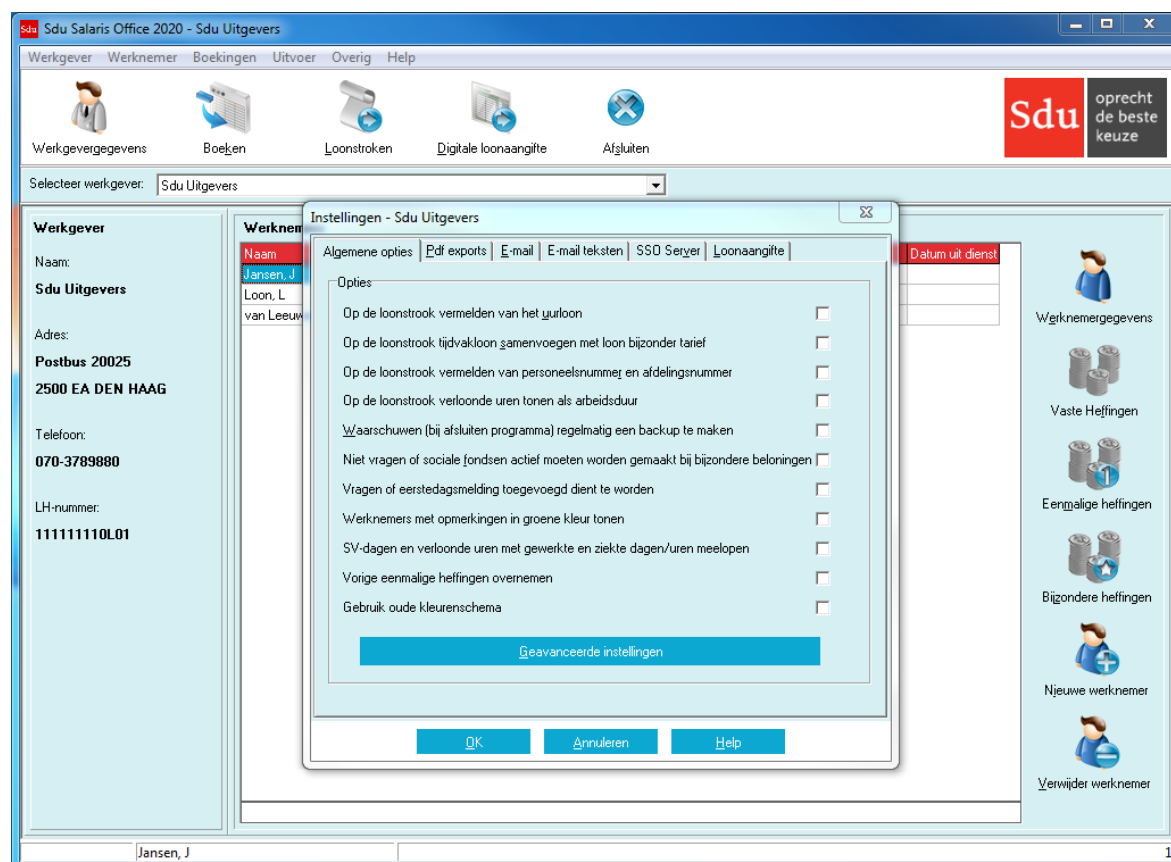 Sdu Sdu Salaris Office 2020 - Sdu Uitgevers
Werkgever Werknemer Boekingen Uitvoer Overig Help
Werkgevergegevens Boeken Loonstroken Digitale loonaangifte Afsluiten
Sdu oprecht
de beste
keuze
Selecteer werkgever: Sdu Uitgevers
Werkgever
Naam:
Sdu Uitgevers
Adres:
Postbus 20025
2500 EA DEN HAAG
Telefoon:
070-3789880
LH-nummer:
111111110L01
Werknem
Naam Datum uit dienst
Jansen, J
Loon, L
van Leeuw
Instellingen - Sdu Uitgevers
Algemene opties Pdf exports E-mail E-mail teksten SSO Server Loonaangifte
Opties
Op de loonstrook vermelden van het uurloon
Op de loonstrook tijdvakloon samenvoegen met loon bijzonder tarief
Op de loonstrook vermelden van personeelsnummer en afdelingsnummer
Op de loonstrook verloonde uren tonen als arbeidsduur
Waarschuwen (bij afsluiten programma) regelmatig een backup te maken
Niet vragen of sociale fondsen actief moeten worden gemaakt bij bijzondere beloningen
Vragen of eerstedagsmelding toegevoegd dient te worden
Werknemers met opmerkingen in groene kleur tonen
SV-dagen en verloonde uren met gewerkte en ziekte dagen/uren meelopen
Vorige eenmalige heffingen overnemen
Gebruik oude kleurenschema
Geavanceerde instellingen
OK Annuleren Help
Werknemergegevens
Vaste Heffingen
1
Eenmalige heffingen
Bijzondere heffingen
Nieuwe werknemer
Verwijder werknemer
Jansen, J 1